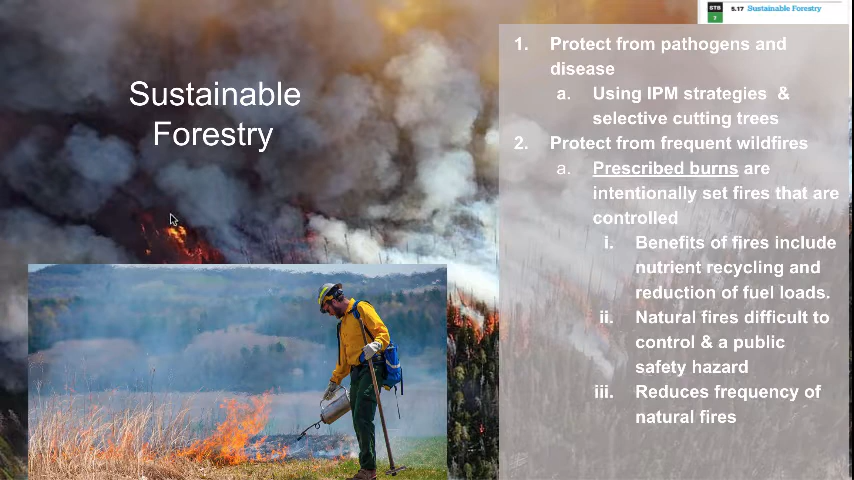 STB
7
5.17 Sustainable Forestry
Sustainable
Forestry
1. Protect from pathogens and
disease
a. Using IPM strategies & 
selective cutting trees
2. Protect from frequent wildfires
a. Prescribed burns are
intentionally set fires that are
controlled
i. Benefits of fires include
nutrient recycling and
reduction of fuel loads.
ii. Natural fires difficult to
control & a public
safety hazard
iii. Reduces frequency of
natural fires